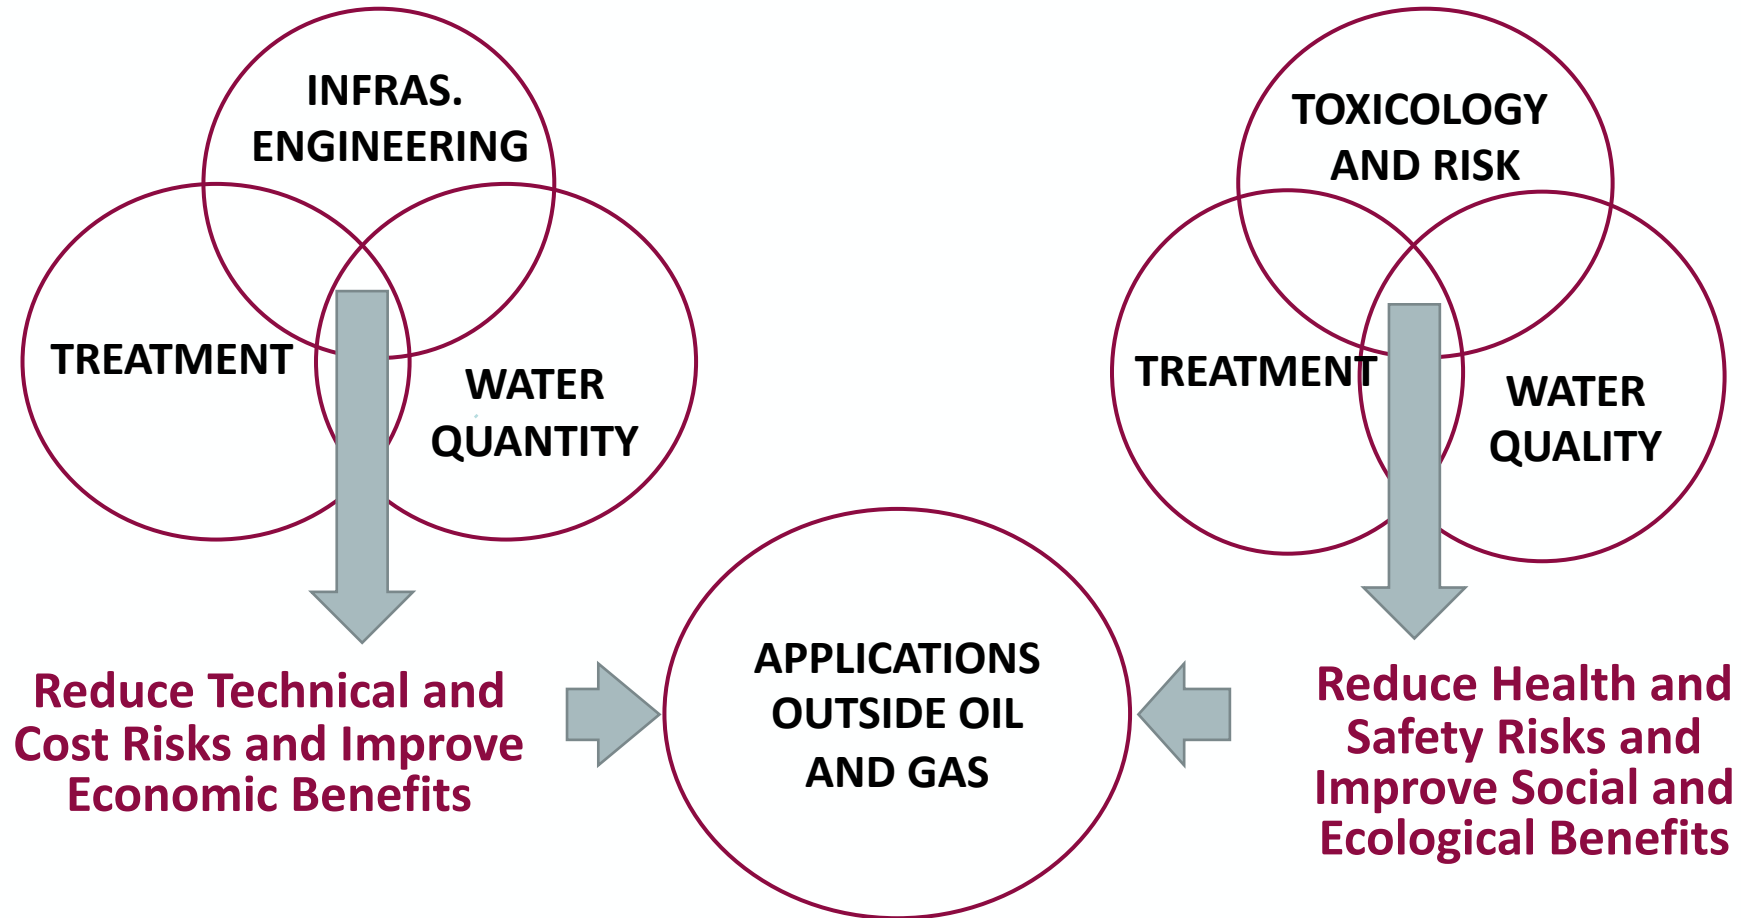 INFRAS.
ENGINEERING
TREATMENT
WATER
QUANTITY
Reduce Technical and
Cost Risks and Improve
Economic Benefits
APPLICATIONS
OUTSIDE OIL
AND GAS
TOXICOLOGY
AND RISK
TREATMENT
WATER
QUALITY
Reduce Health and
Safety Risks and
Improve Social and
Ecological Benefits